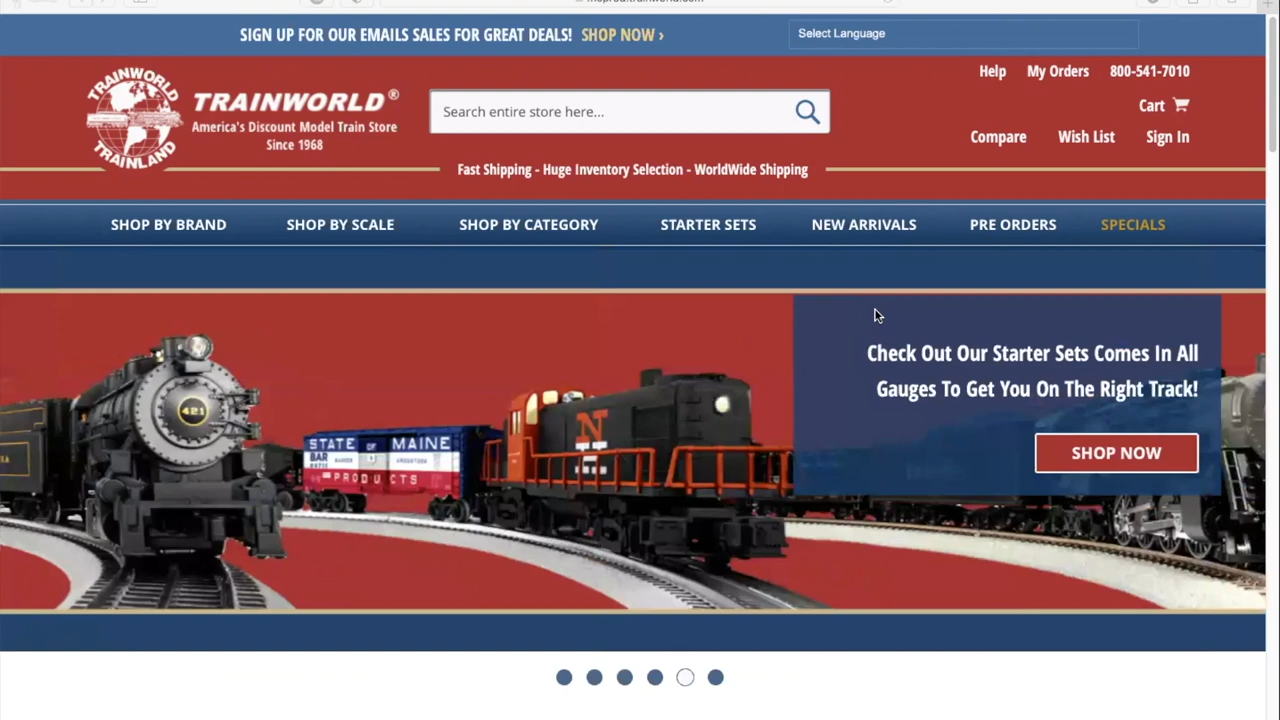 SIGN UP FOR OUR EMAILS SALES FOR GREAT DEALS! SHOP NOW ›
Select Language
Help My Orders 800-541-7010
TRAINWORLD
TRAINLAND
TRAINWORLD®
America's Discount Model Train Store
Since 1968
Search entire store here...
Cart
Compare Wish List Sign In
Fast Shipping - Huge Inventory Selection - WorldWide Shipping
SHOP BY BRAND SHOP BY SCALE SHOP BY CATEGORY STARTER SETS NEW ARRIVALS PRE ORDERS SPECIALS
Check Out Our Starter Sets Comes In All
Gauges To Get You On The Right Track!
SHOP NOW
421
STATE OF MAINE
BAR
PRODUCTS
N